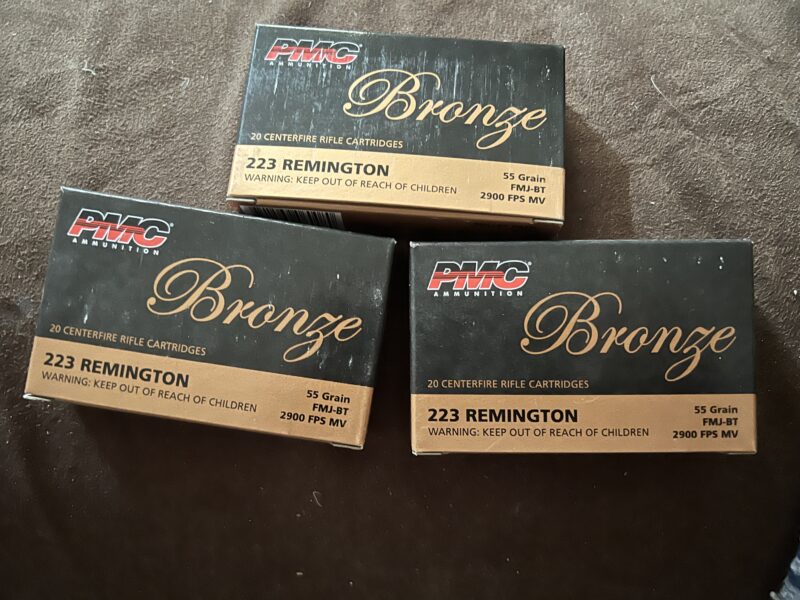 PMC®
AMMUNITION
Bronze
20 CENTERFIRE RIFLE CARTRIDGES
223 REMINGTON
WARNING: KEEP OUT OF REACH OF CHILDREN
55 Grain
FMJ-BT
2900 FPS MV
PMC®
AMMUNITION
Bronze
20 CENTERFIRE RIFLE CARTRIDGES
223 REMINGTON
WARNING: KEEP OUT OF REACH OF CHILDREN
55 Grain
FMJ-BT
2900 FPS MV
PMC®
AMMUNITION
Bronze
20 CENTERFIRE RIFLE CARTRIDGES
223 REMINGTON
WARNING: KEEP OUT OF REACH OF CHILDREN
55 Grain
FMJ-BT
2900 FPS MV